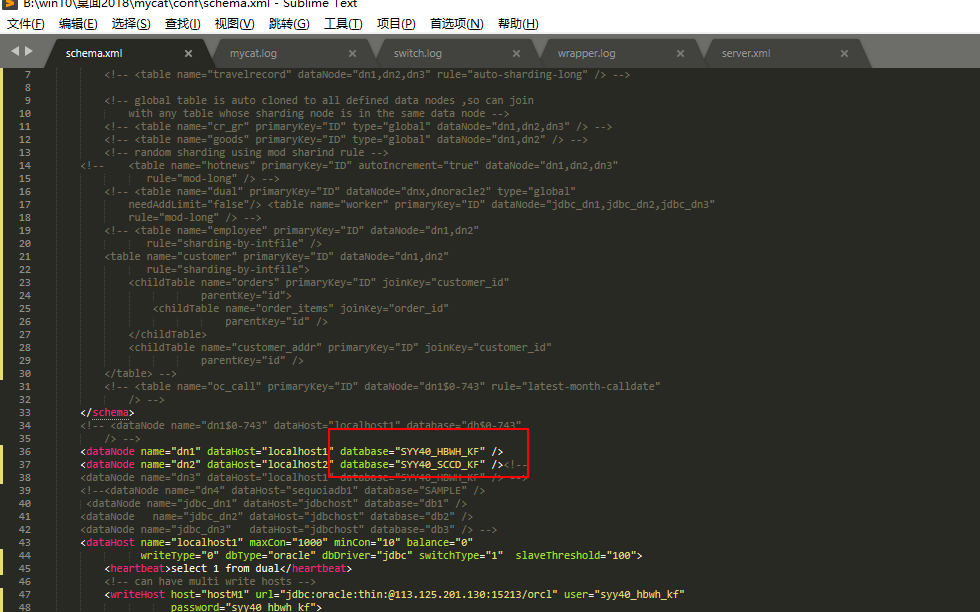 B:\win10\桌面2018\mycat\conf\schema.xml - Sublime Text
文件(F) 编辑(E) 选择(S) 查找(I) 视图(V) 跳转(G) 工具(T) 项目(P) 首选项(N) 帮助(H)
schema.xml × mycat.log × switch.log × wrapper.log × server.xml ×
7 <!-- <table name="travelrecord" dataNode="dn1,dn2,dn3" rule="auto-sharding-long" /> -->
8
9 <!-- global table is auto cloned to all defined data nodes ,so can join
10 with any table whose sharding node is in the same data node -->
11 <!-- <table name="cr_gr" primaryKey="ID" type="global" dataNode="dn1,dn2,dn3" /> -->
12 <!-- <table name="goods" primaryKey="ID" type="global" dataNode="dn1,dn2" /> -->
13 <!-- random sharding using mod sharind rule -->
14 <!-- <table name="hotnews" primaryKey="ID" autoIncrement="true" dataNode="dn1,dn2,dn3"
15 rule="mod-long" /> -->
16 <!-- <table name="dual" primaryKey="ID" dataNode="dnx,dnoracle2" type="global"
17 needAddLimit="false"/> <table name="worker" primaryKey="ID" dataNode="jdbc_dn1,jdbc_dn2,jdbc_dn3"
18 rule="mod-long" /> -->
19 <!-- <table name="employee" primaryKey="ID" dataNode="dn1,dn2"
20 rule="sharding-by-intfile" />
21 <table name="customer" primaryKey="ID" dataNode="dn1,dn2"
22 rule="sharding-by-intfile">
23 <childTable name="orders" primaryKey="ID" joinKey="customer_id"
24 parentKey="id">
25 <childTable name="order_items" joinKey="order_id"
26 parentKey="id" />
27 </childTable>
28 <childTable name="customer_addr" primaryKey="ID" joinKey="customer_id"
29 parentKey="id" />
30 </table> -->
31 <!-- <table name="oc_call" primaryKey="ID" dataNode="dn1$0-743" rule="latest-month-calldate"
32 /> -->
33 </schema>
34 <!-- <dataNode name="dn1$0-743" dataHost="localhost1" database="db$0-743"
35 /> -->
36 <dataNode name="dn1" dataHost="localhost1" database="SYY40_HBWH_KF" />
37 <dataNode name="dn2" dataHost="localhost2" database="SYY40_SCCD_KF" /><!--
38 <dataNode name="dn3" dataHost="localhost1" database="SYY40_HBWH_KF" /> -->
39 <!--<dataNode name="dn4" dataHost="sequoiadb1" database="SAMPLE" />
40 <dataNode name="jdbc_dn1" dataHost="jdbchost" database="db1" />
41 <dataNode name="jdbc_dn2" dataHost="jdbchost" database="db2" />
42 <dataNode name="jdbc_dn3" dataHost="jdbchost" database="db3" /> -->
43 <dataHost name="localhost1" maxCon="1000" minCon="10" balance="0"
44 writeType="0" dbType="oracle" dbDriver="jdbc" switchType="1" slaveThreshold="100">
45 <heartbeat>select 1 from dual</heartbeat>
46 <!-- can have multi write hosts -->
47 <writeHost host="hostM1" url="jdbc:oracle:thin:@113.125.201.130:15213/orcl" user="syy40_hbwh_kf"
48 password="syy40_hbwh_kf">